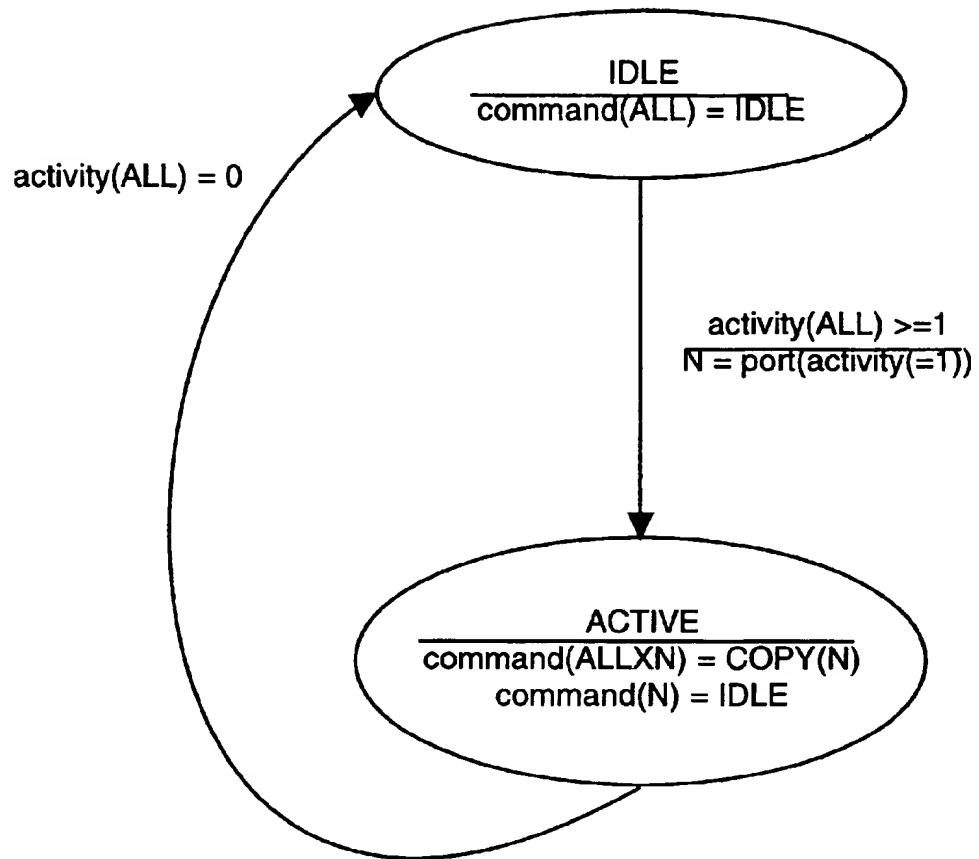 IDLE
command(ALL) = IDLE
activity(ALL) = 0
activity(ALL) >=1
N = port(activity(=1))
ACTIVE
command(ALLXN) = COPY(N)
command(N) = IDLE